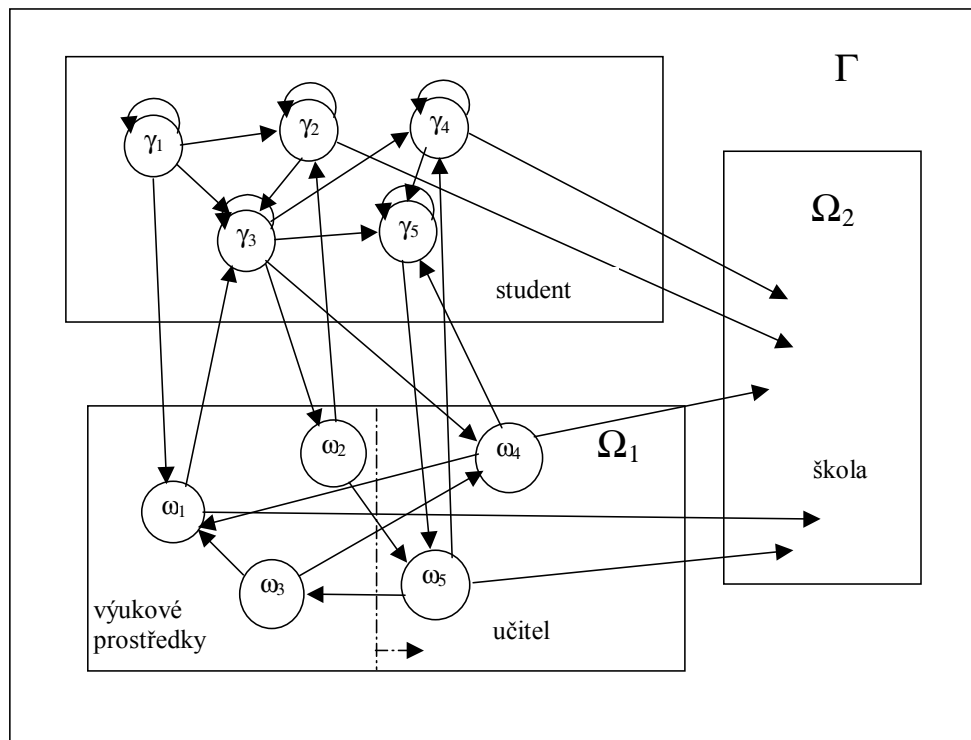 Γ
γ1
γ2
γ4
γ3
γ5
student
Ω2
škola
ω2
ω4
Ω1
ω1
ω3
ω5
výukové
prostředky
učitel